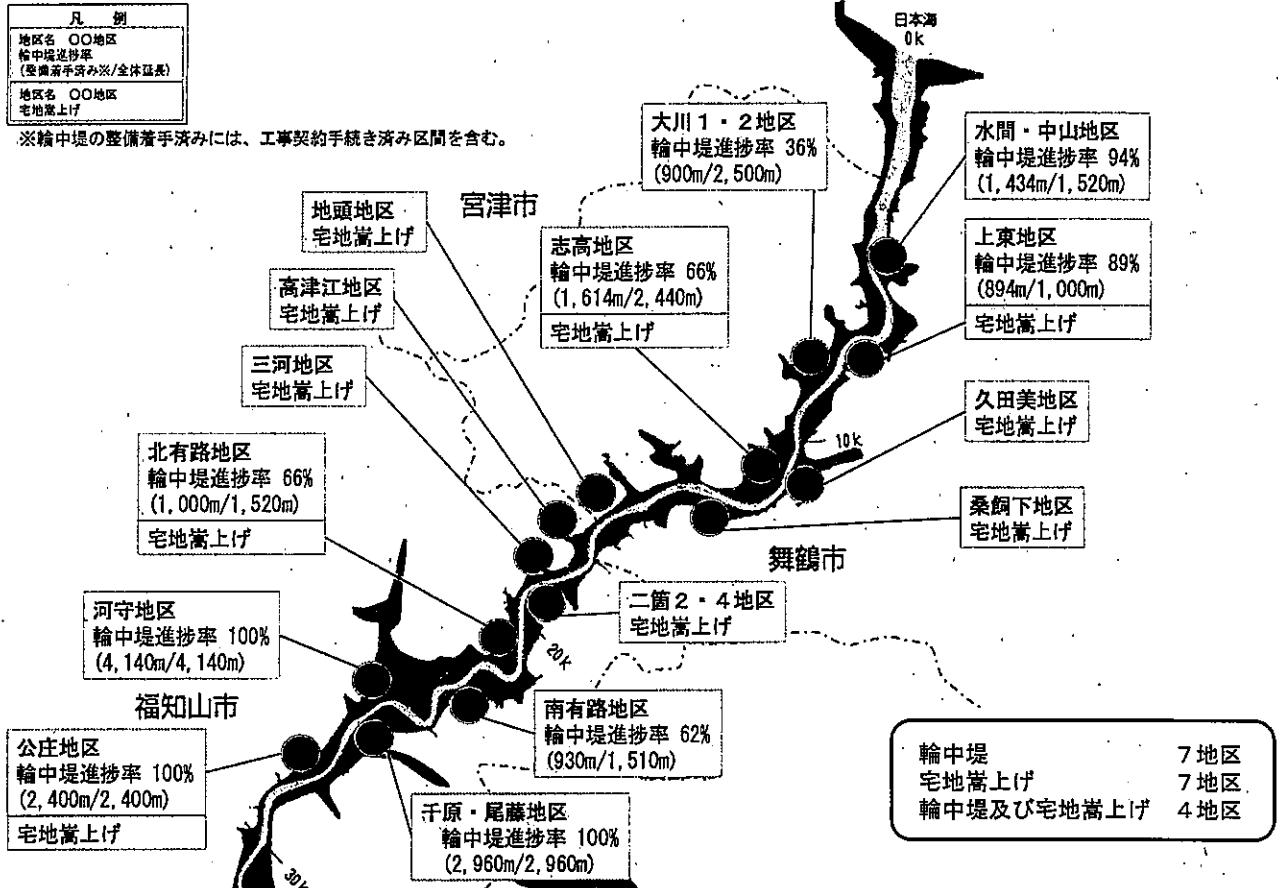 凡　例
地区名　〇〇地区
輪中堤進捗率
(整備着手済み※/全体延長)
地区名　〇〇地区
宅地嵩上げ
※輪中堤の整備着手済みには、工事契約手続き済み区間を含む。
日本海
0k
大川１・２地区
輪中堤進捗率 36%
(900m/2,500m)
水間・中山地区
輪中堤進捗率 94%
(1,434m/1,520m)
宮津市
地頭地区
宅地嵩上げ
志高地区
輪中堤進捗率 66%
(1,614m/2,440m)
宅地嵩上げ
上東地区
輪中堤進捗率 89%
(894m/1,000m)
宅地嵩上げ
高津江地区
宅地嵩上げ
三河地区
宅地嵩上げ
久田美地区
宅地嵩上げ
10k
北有路地区
輪中堤進捗率 66%
(1,000m/1,520m)
宅地嵩上げ
桑飼下地区
宅地嵩上げ
舞鶴市
二箇２・４地区
宅地嵩上げ
河守地区
輪中堤進捗率 100%
(4,140m/4,140m)
20k
福知山市
南有路地区
輪中堤進捗率 62%
(930m/1,510m)
公庄地区
輪中堤進捗率 100%
(2,400m/2,400m)
宅地嵩上げ
千原・尾藤地区
輪中堤進捗率 100%
(2,960m/2,960m)
30k
輪中堤　７地区
宅地嵩上げ　７地区
輪中堤及び宅地嵩上げ　４地区